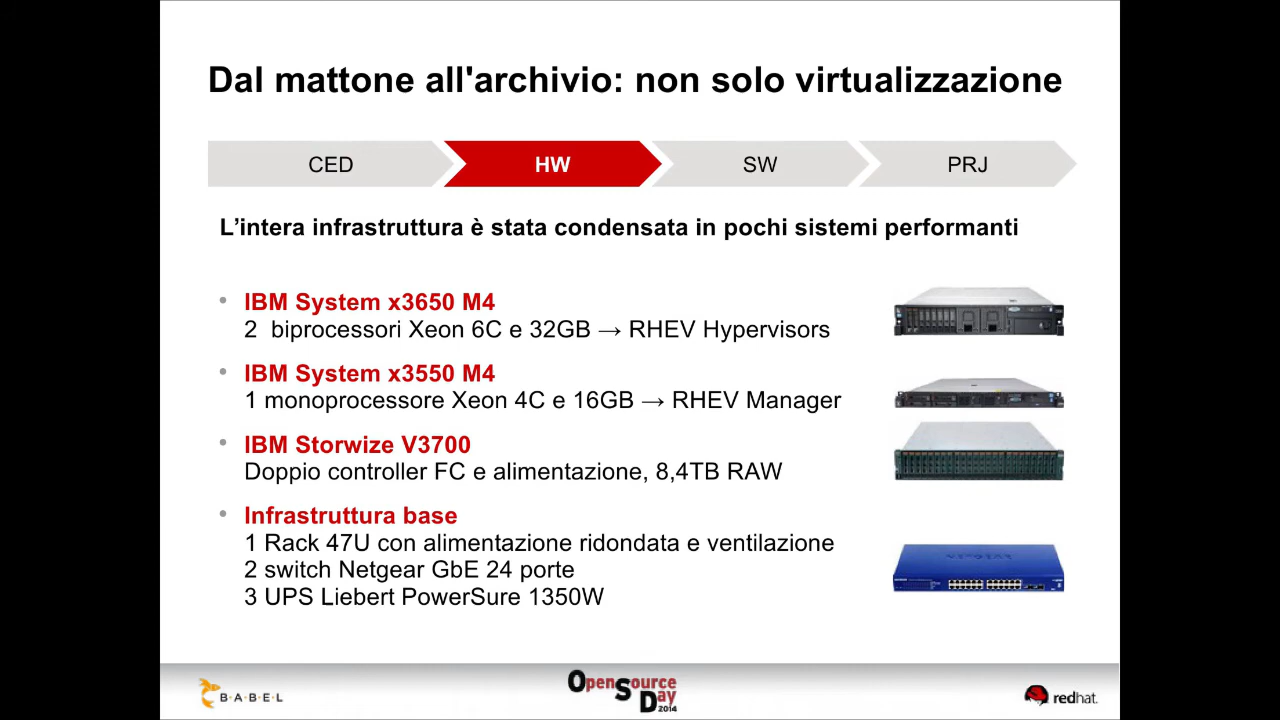 Dal mattone all'archivio: non solo virtualizzazione
CED
HW
SW
PRJ
L’intera infrastruttura è stata condensata in pochi sistemi performanti
• IBM System x3650 M4
2 biprocessori Xeon 6C e 32GB → RHEV Hypervisors
• IBM System x3550 M4
1 monoprocessore Xeon 4C e 16GB → RHEV Manager
• IBM Storwize V3700
Doppio controller FC e alimentazione, 8,4TB RAW
• Infrastruttura base
1 Rack 47U con alimentazione ridondata e ventilazione
2 switch Netgear GbE 24 porte
3 UPS Liebert PowerSure 1350W
B·A·B·E·L
OpenSource
Day
2014
redhat.